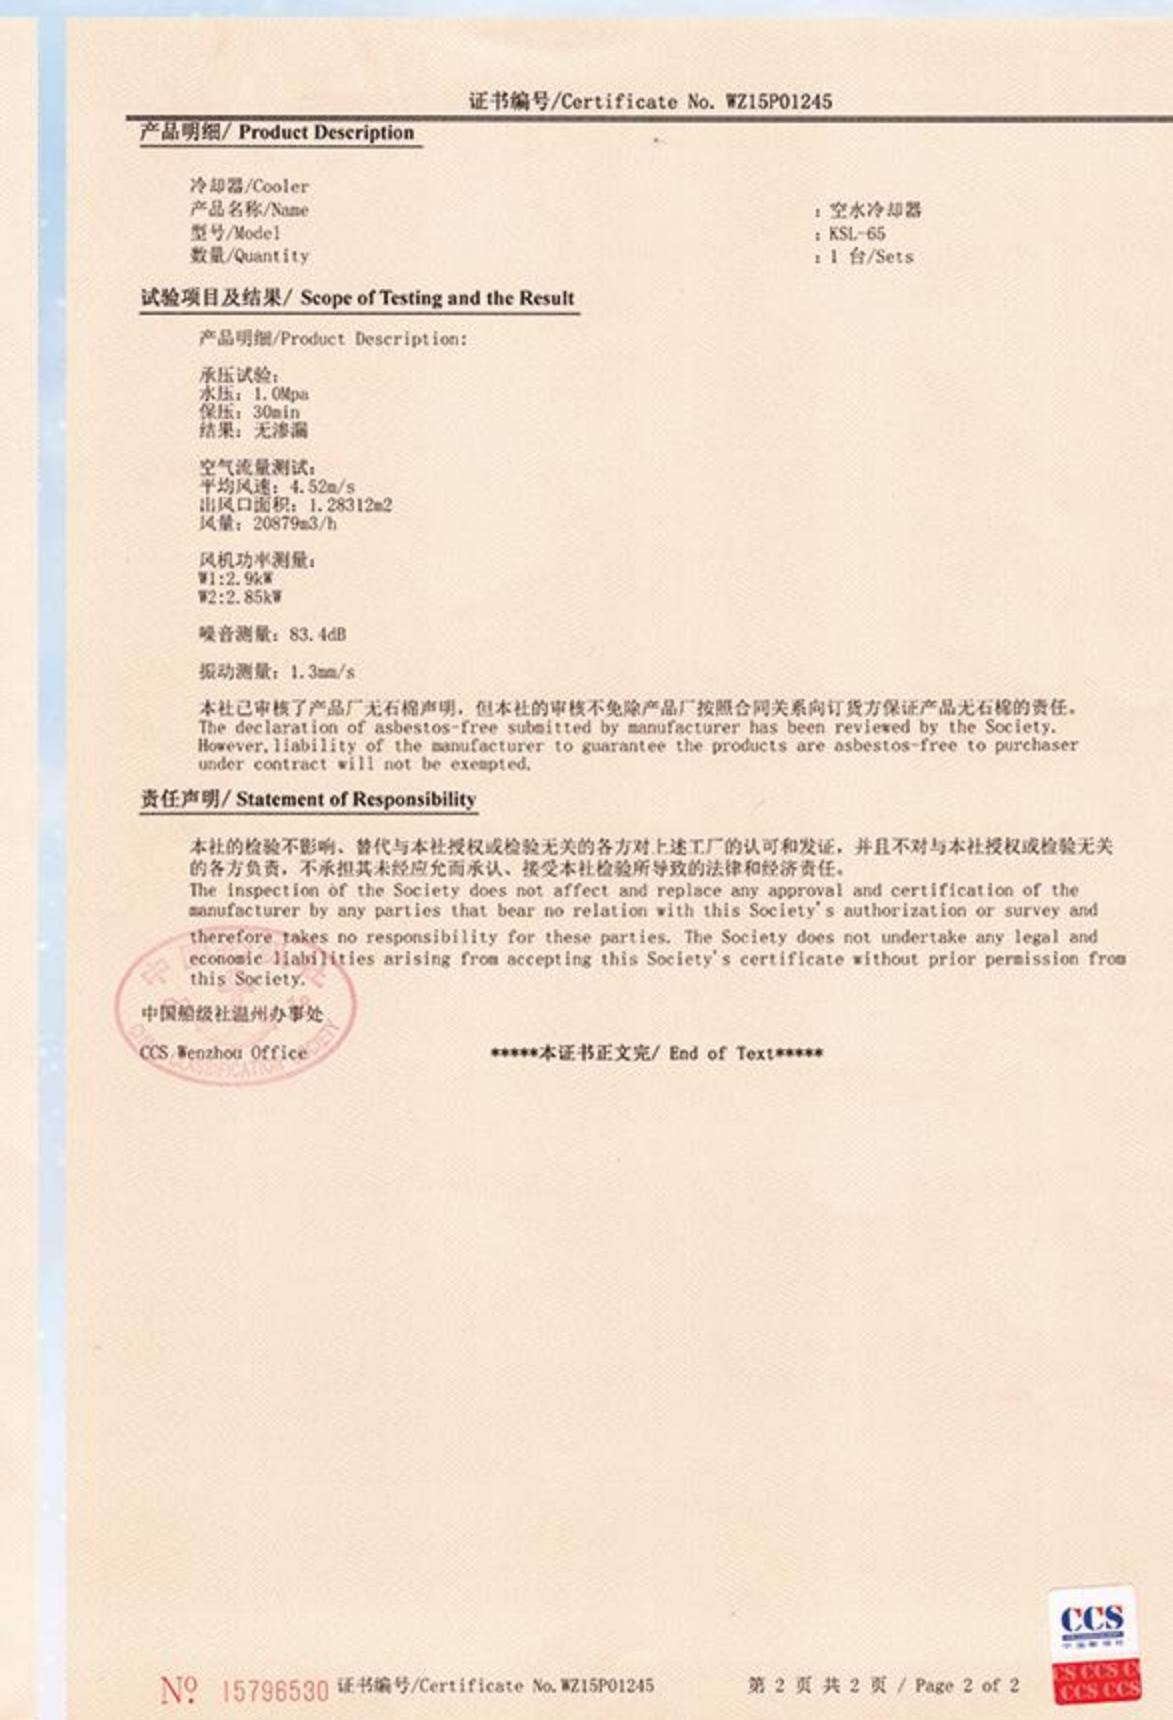 证书编号/Certificate No. WZ15P01245
产品明细/ Product Description
冷却器/Cooler
产品名称/Name : 空水冷却器
型号/Model : KSL-65
数量/Quantity : 1 台/Sets
试验项目及结果/ Scope of Testing and the Result
产品明细/Product Description:
承压试验:
水压: 1.0Mpa
保压: 30min
结果: 无渗漏
空气流量测试:
平均风速: 4.52m/s
出风口面积: 1.28312m2
风量: 20879m3/h
风机功率测量:
W1:2.9kW
W2:2.85kW
噪音测量: 83.4dB
振动测量: 1.3mm/s
本社已审核了产品厂无石棉声明, 但本社的审核不免除产品厂按照合同关系向订货方保证产品无石棉的责任。
The declaration of asbestos-free submitted by manufacturer has been reviewed by the Society.
However, liability of the manufacturer to guarantee the products are asbestos-free to purchaser
under contract will not be exempted.
责任声明/ Statement of Responsibility
本社的检验不影响、替代与本社授权或检验无关的各方对上述工厂的认可和发证, 并且不对与本社授权或检验无关
的各方负责, 不承担其未经应允而承认、接受本社检验所导致的法律和经济责任。
The inspection of the Society does not affect and replace any approval and certification of the
manufacturer by any parties that bear no relation with this Society's authorization or survey and
therefore takes no responsibility for these parties. The Society does not undertake any legal and
economic liabilities arising from accepting this Society's certificate without prior permission from
this Society.
中国船级社温州办事处
CCS Wenzhou Office
*****本证书正文完/ End of Text*****
CCS
CS CCS C
CCS CCS
№ 15796530 证书编号/Certificate No. WZ15P01245 第 2 页 共 2 页 / Page 2 of 2